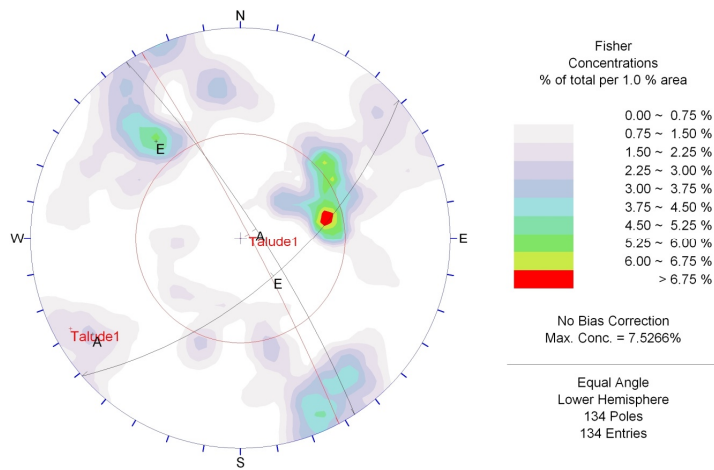 N
W
E
S
E
A
Talude1
E
Talude1
A
Fisher
Concentrations
% of total per 1.0 % area
0.00 ~ 0.75 %
0.75 ~ 1.50 %
1.50 ~ 2.25 %
2.25 ~ 3.00 %
3.00 ~ 3.75 %
3.75 ~ 4.50 %
4.50 ~ 5.25 %
5.25 ~ 6.00 %
6.00 ~ 6.75 %
> 6.75 %
No Bias Correction
Max. Conc. = 7.5266%
Equal Angle
Lower Hemisphere
134 Poles
134 Entries